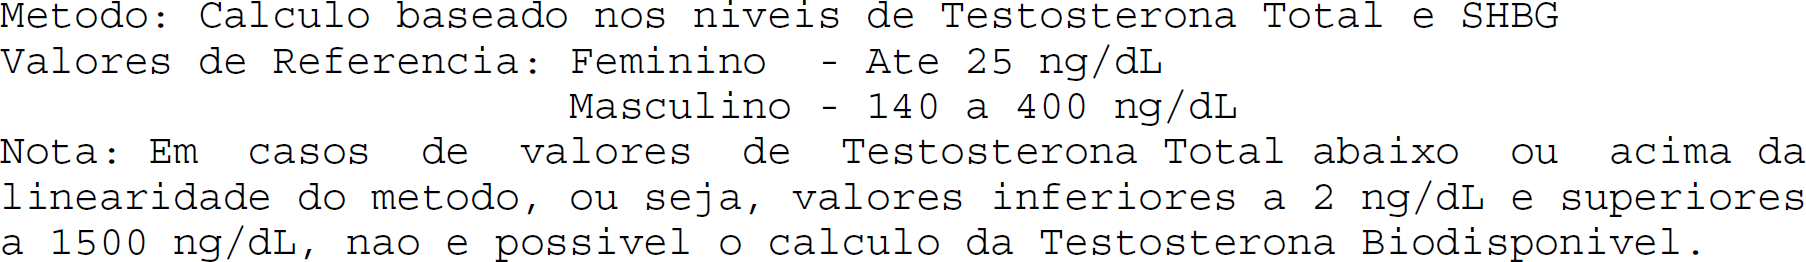 Metodo: Calculo baseado nos niveis de Testosterona Total e SHBG
Valores de Referencia: Feminino - Ate 25 ng/dL
Masculino - 140 a 400 ng/dL
Nota: Em casos de valores de Testosterona Total abaixo ou acima da
linearidade do metodo, ou seja, valores inferiores a 2 ng/dL e superiores
a 1500 ng/dL, nao e possivel o calculo da Testosterona Biodisponivel.